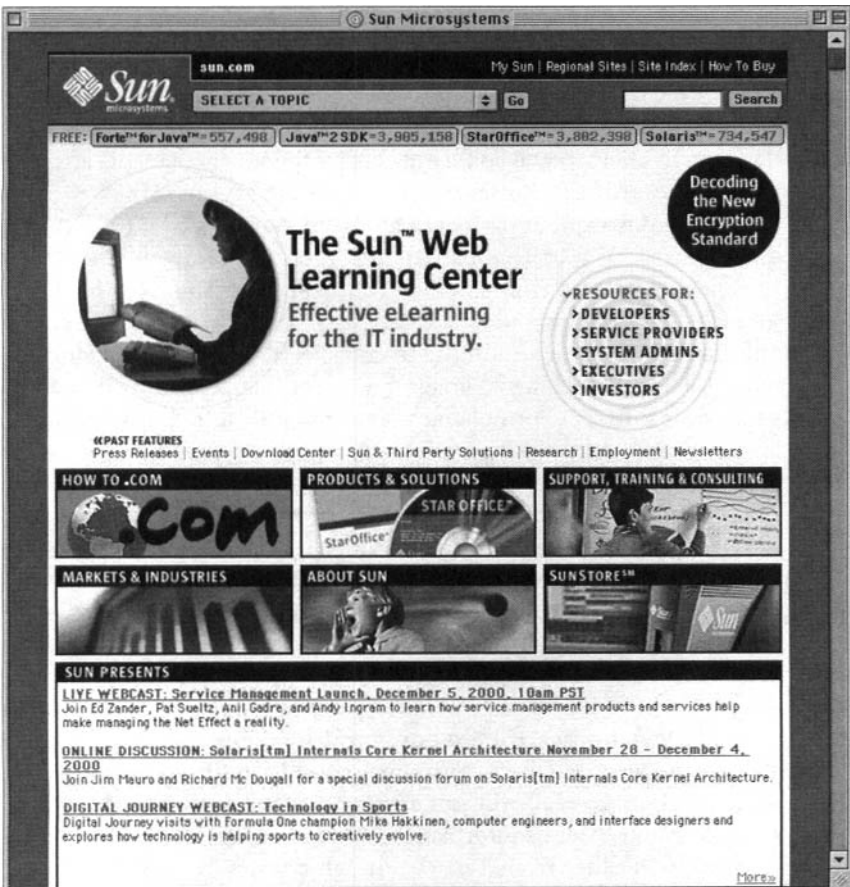 Sun Microsystems
Sun
microsystems
sun.com
My Sun | Regional Sites | Site Index | How To Buy
SELECT A TOPIC
Go
Search
FREE: Forte™ for Java™=557,498 Java™2 SDK=3,905,158 StarOffice™=3,802,398 Solaris™=734,547
Decoding
the New
Encryption
Standard
The Sun™ Web
Learning Center
Effective eLearning
for the IT industry.
RESOURCES FOR:
>DEVELOPERS
>SERVICE PROVIDERS
>SYSTEM ADMINS
>EXECUTIVES
>INVESTORS
«PAST FEATURES
Press Releases | Events | Download Center | Sun & Third Party Solutions | Research | Employment | Newsletters
HOW TO .COM
.Com
PRODUCTS & SOLUTIONS
STAR OFFICE™
StarOffice™
SUPPORT, TRAINING & CONSULTING
MARKETS & INDUSTRIES
ABOUT SUN
SUNSTORE℠
Sun
SUN PRESENTS
LIVE WEBCAST: Service Management Launch, December 5, 2000, 10am PST
Join Ed Zander, Pat Sueltz, Anil Gadre, and Andy Ingram to learn how service management products and services help
make managing the Net Effect a reality.
ONLINE DISCUSSION: Solaris[tm] Internals Core Kernel Architecture November 28 - December 4,
2000
Join Jim Mauro and Richard Mc Dougall for a special discussion forum on Solaris[tm] Internals Core Kernel Architecture.
DIGITAL JOURNEY WEBCAST: Technology in Sports
Digital Journey visits with Formula One champion Mika Hakkinen, computer engineers, and interface designers and
explores how technology is helping sports to creatively evolve.
More»